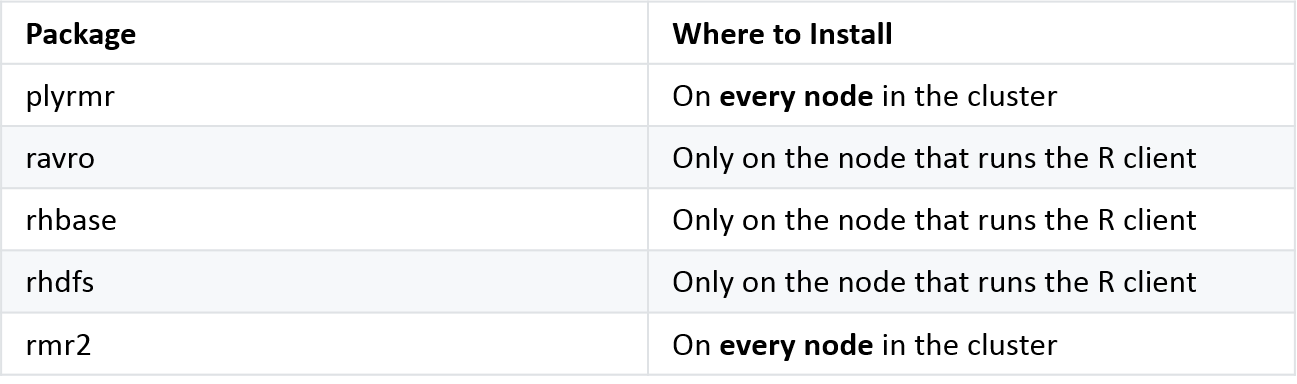 Package Where to Install
plyrmr On every node in the cluster
ravro Only on the node that runs the R client
rhbase Only on the node that runs the R client
rhdfs Only on the node that runs the R client
rmr2 On every node in the cluster